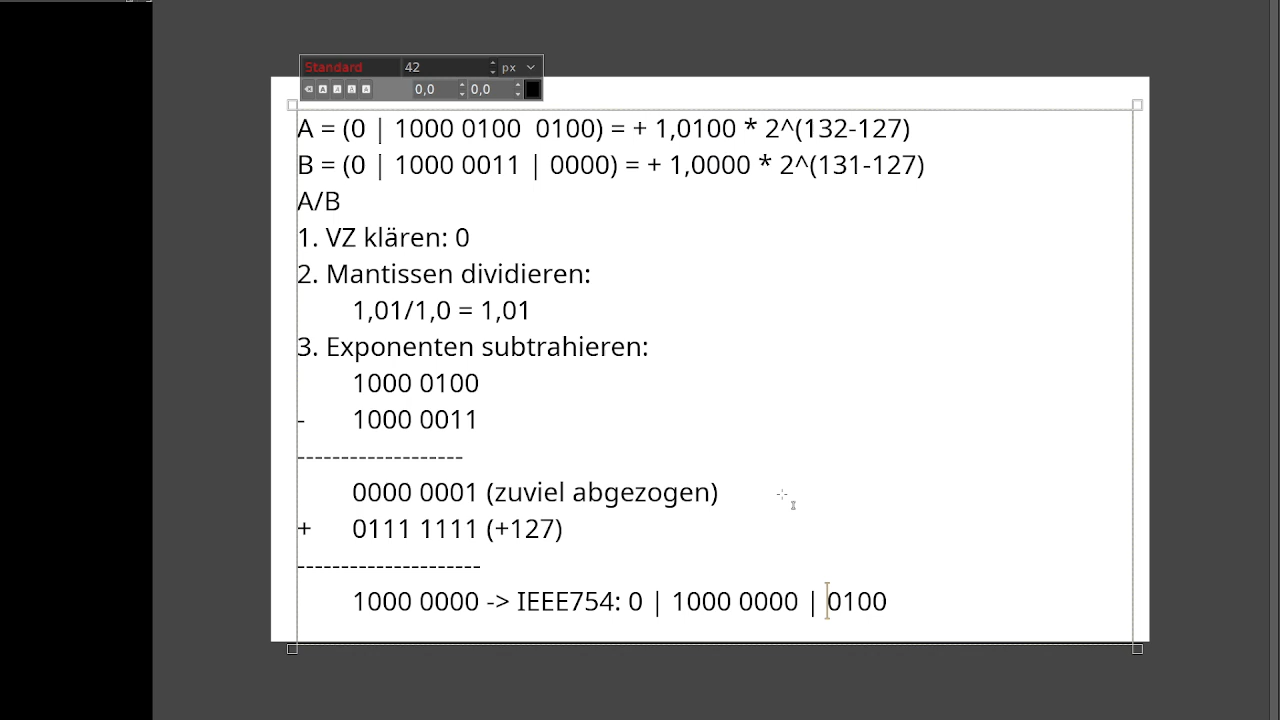 Standard 42 px
0,0 0,0
A = (0 | 1000 0100  0100) = + 1,0100 * 2^(132-127)
B = (0 | 1000 0011 | 0000) = + 1,0000 * 2^(131-127)
A/B
1. VZ klären: 0
2. Mantissen dividieren:
1,01/1,0 = 1,01
3. Exponenten subtrahieren:
1000 0100
- 1000 0011
-------------------
0000 0001 (zuviel abgezogen)
+ 0111 1111 (+127)
---------------------
1000 0000 -> IEEE754: 0 | 1000 0000 | 0100